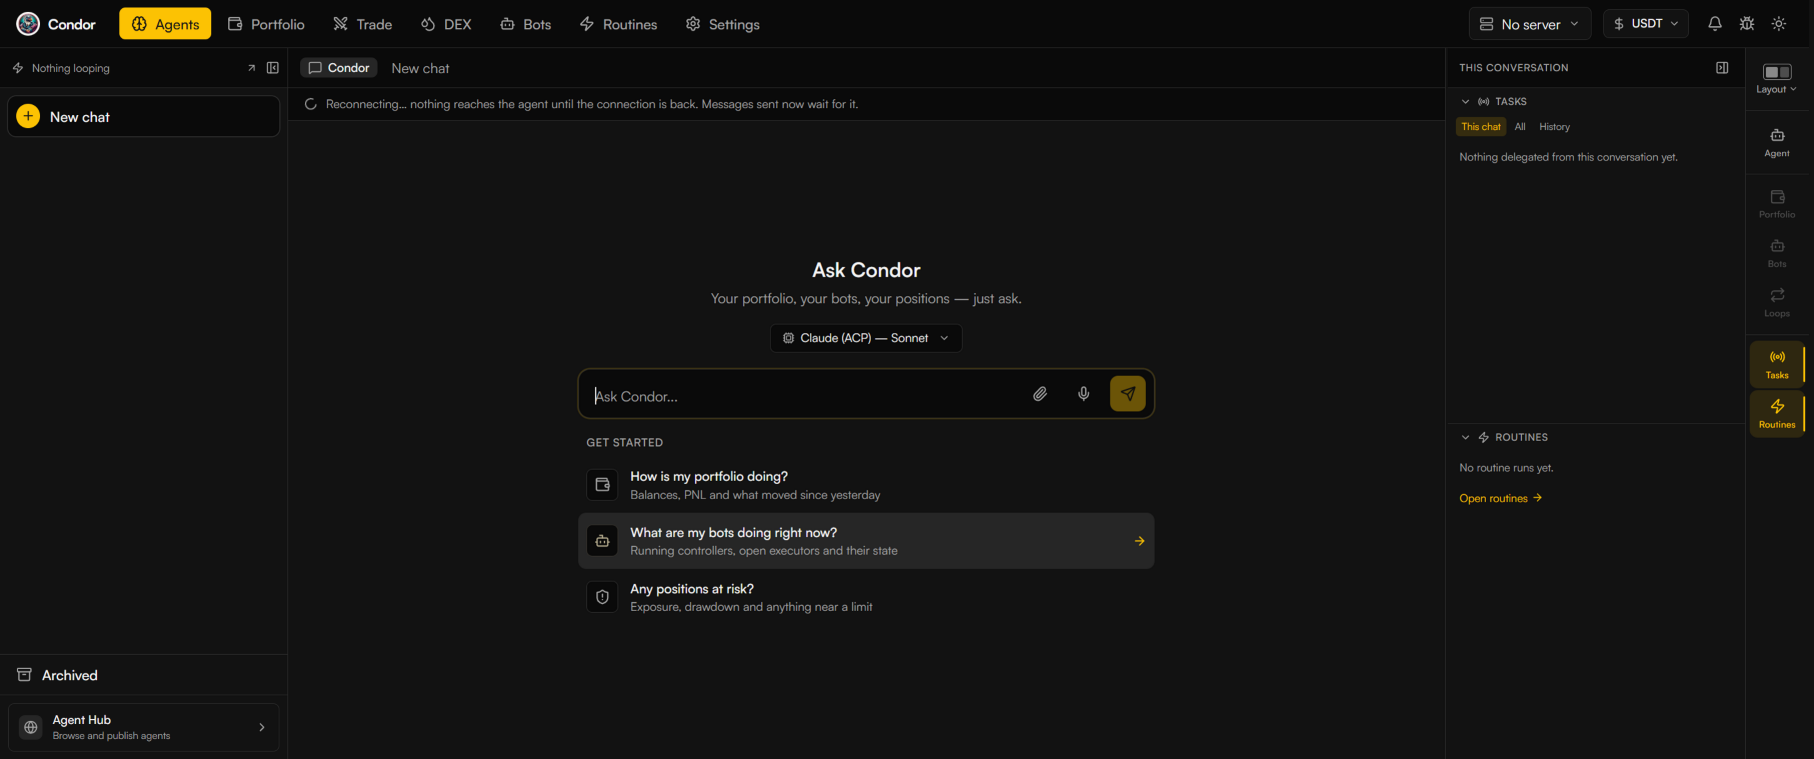 Condor
Agents
Portfolio
Trade
DEX
Bots
Routines
Settings
No server
$ USDT
Nothing looping
New chat
Condor
New chat
Reconnecting... nothing reaches the agent until the connection is back. Messages sent now wait for it.
Ask Condor
Your portfolio, your bots, your positions — just ask.
Claude (ACP) — Sonnet
Ask Condor...
GET STARTED
How is my portfolio doing?
Balances, PNL and what moved since yesterday
What are my bots doing right now?
Running controllers, open executors and their state
Any positions at risk?
Exposure, drawdown and anything near a limit
Archived
Agent Hub
Browse and publish agents
THIS CONVERSATION
TASKS
This chat
All
History
Nothing delegated from this conversation yet.
ROUTINES
No routine runs yet.
Open routines
Layout
Agent
Portfolio
Bots
Loops
Tasks
Routines